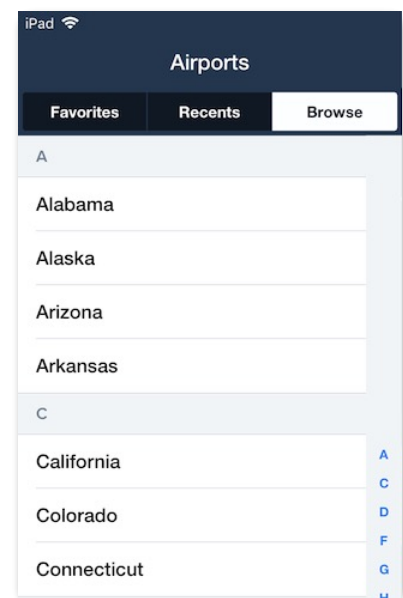 iPad
Airports
Favorites Recents Browse
A
Alabama
Alaska
Arizona
Arkansas
C
California
Colorado
Connecticut
A
C
D
F
G
H